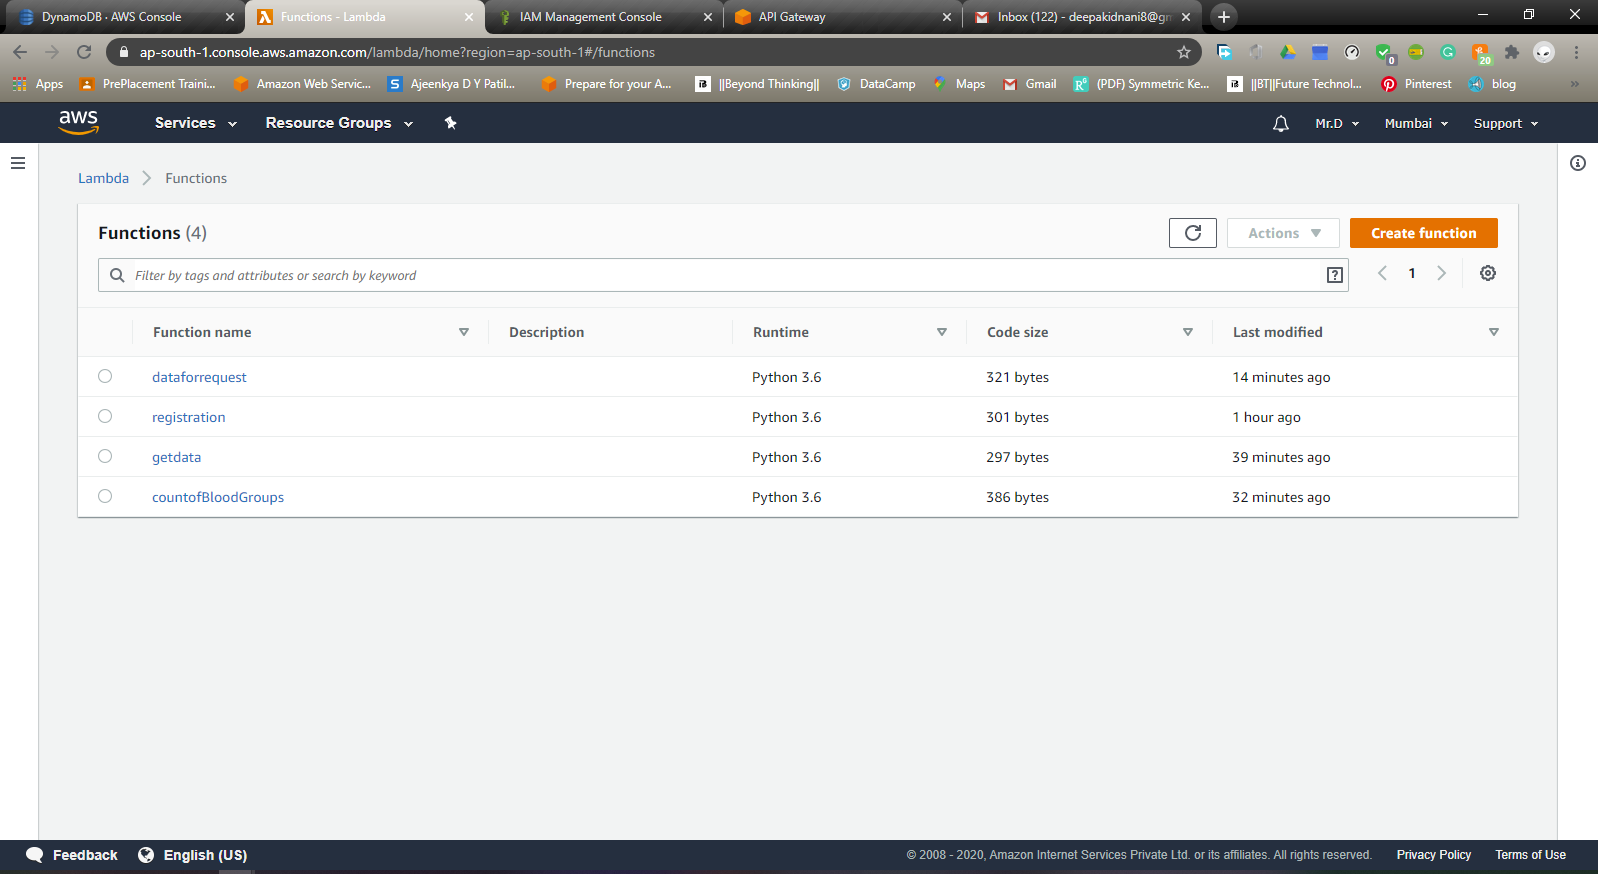 DynamoDB · AWS Console
Functions - Lambda
IAM Management Console
API Gateway
Inbox (122) - deepakidnani8@gm
ap-south-1.console.aws.amazon.com/lambda/home?region=ap-south-1#/functions
0
20
Apps
PrePlacement Traini...
Amazon Web Servic...
S
Ajeenkya D Y Patil...
Prepare for your A...
||Beyond Thinking||
DataCamp
Maps
Gmail
(PDF) Symmetric Ke...
||BT||Future Technol...
Pinterest
blog
»
aws
Services
Resource Groups
Mr.D
Mumbai
Support
Lambda
Functions
Functions (4)
Actions
Create function
Filter by tags and attributes or search by keyword
?
1
Function name
Description
Runtime
Code size
Last modified
dataforrequest
Python 3.6
321 bytes
14 minutes ago
registration
Python 3.6
301 bytes
1 hour ago
getdata
Python 3.6
297 bytes
39 minutes ago
countofBloodGroups
Python 3.6
386 bytes
32 minutes ago
Feedback
English (US)
© 2008 - 2020, Amazon Internet Services Private Ltd. or its affiliates. All rights reserved.
Privacy Policy
Terms of Use